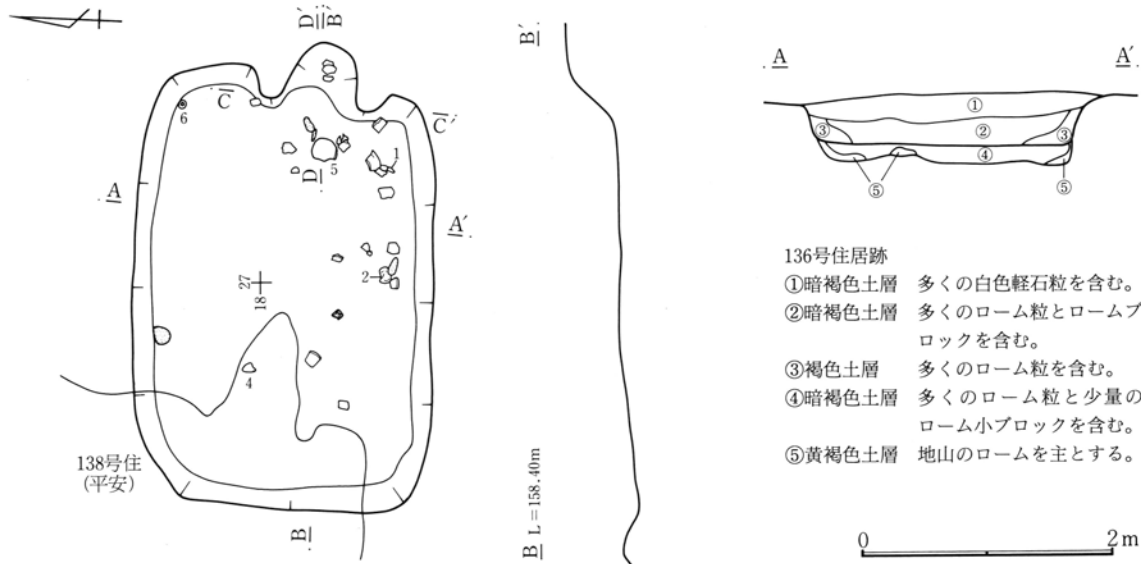 D´
B´
C
C´
6
5
1
D
A
A´
27
18
2
4
138号住
(平安)
B
B´
B L=158.40m
A
A´
①
③
②
③
④
⑤
⑤
136号住居跡
①暗褐色土層 多くの白色軽石粒を含む。
②暗褐色土層 多くのローム粒とロームブ
ロックを含む。
③褐色土層 多くのローム粒を含む。
④暗褐色土層 多くのローム粒と少量の
ローム小ブロックを含む。
⑤黄褐色土層 地山のロームを主とする。
0
2m